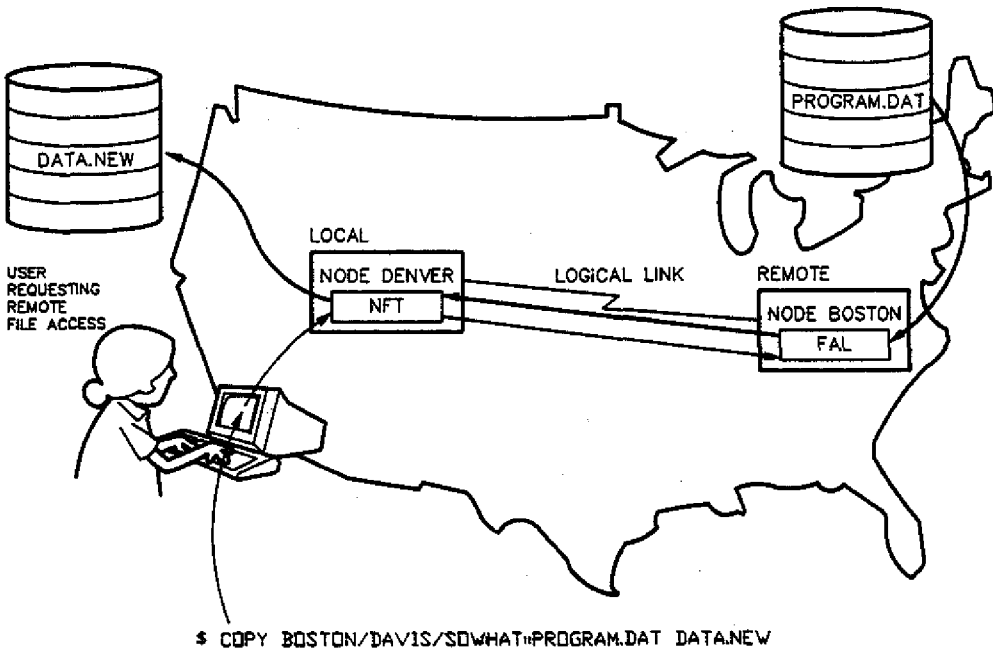 PROGRAM.DAT
DATA.NEW
LOCAL
NODE DENVER
NFT
LOGICAL LINK
REMOTE
NODE BOSTON
FAL
USER
REQUESTING
REMOTE
FILE ACCESS
$ COPY BOSTON/DAVIS/SOWHAT::PROGRAM.DAT DATA.NEW